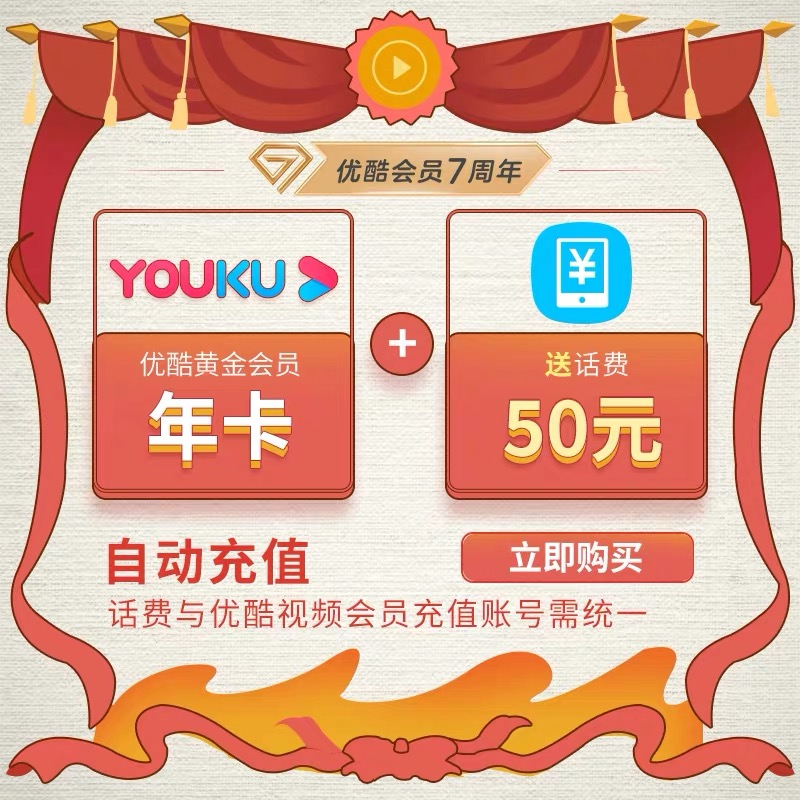 优酷会员7周年
YOUKU
¥
优酷黄金会员
年卡
+
送话费
50元
自动充值
立即购买
话费与优酷视频会员充值账号需统一